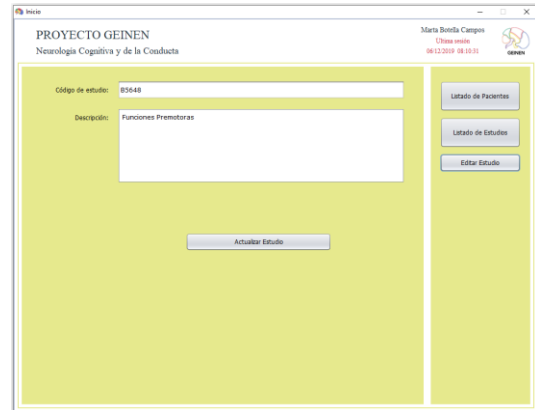 Inicio
PROYECTO GEINEN
Neurología Cognitiva y de la Conducta
Marta Botella Campos
Última sesión
06/12/2019 08:10:31
GEINEN
Código de estudio: B5648
Descripción: Funciones Premotoras
Actualizar Estudio
Listado de Pacientes
Listado de Estudios
Editar Estudio